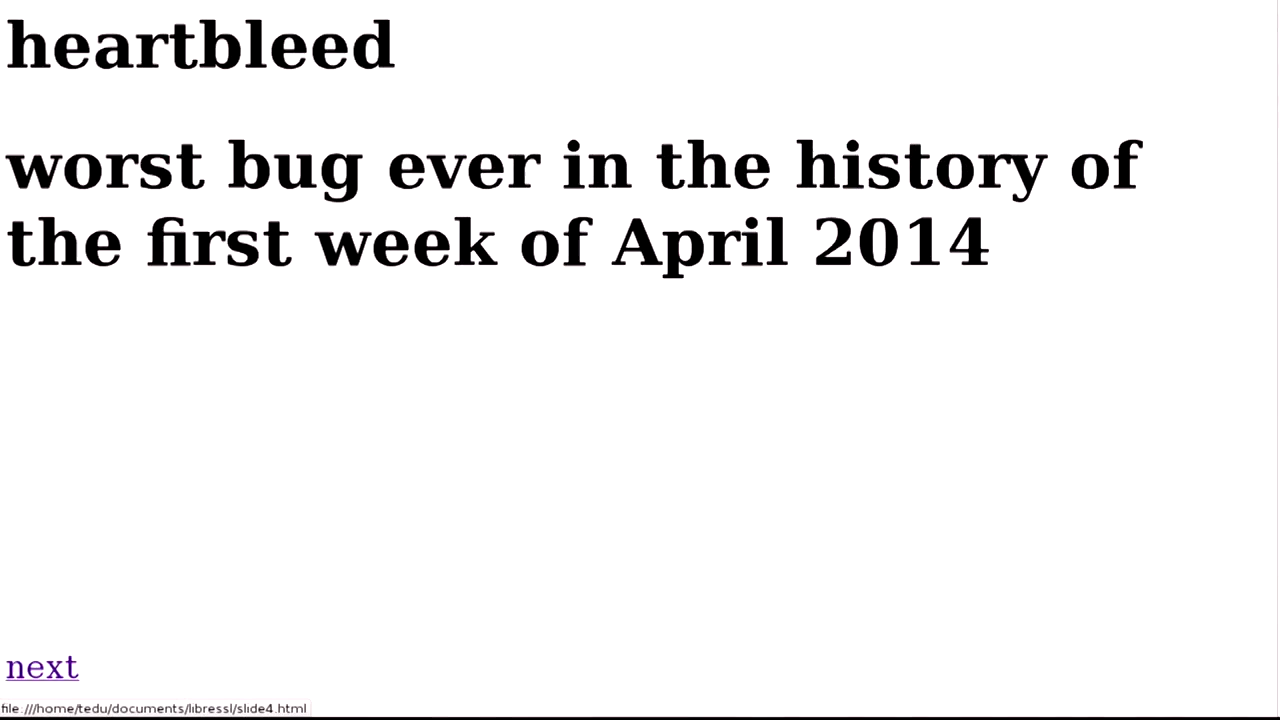 heartbleed
worst bug ever in the history of
the first week of April 2014
next
file:///home/tedu/documents/libressl/slide4.html